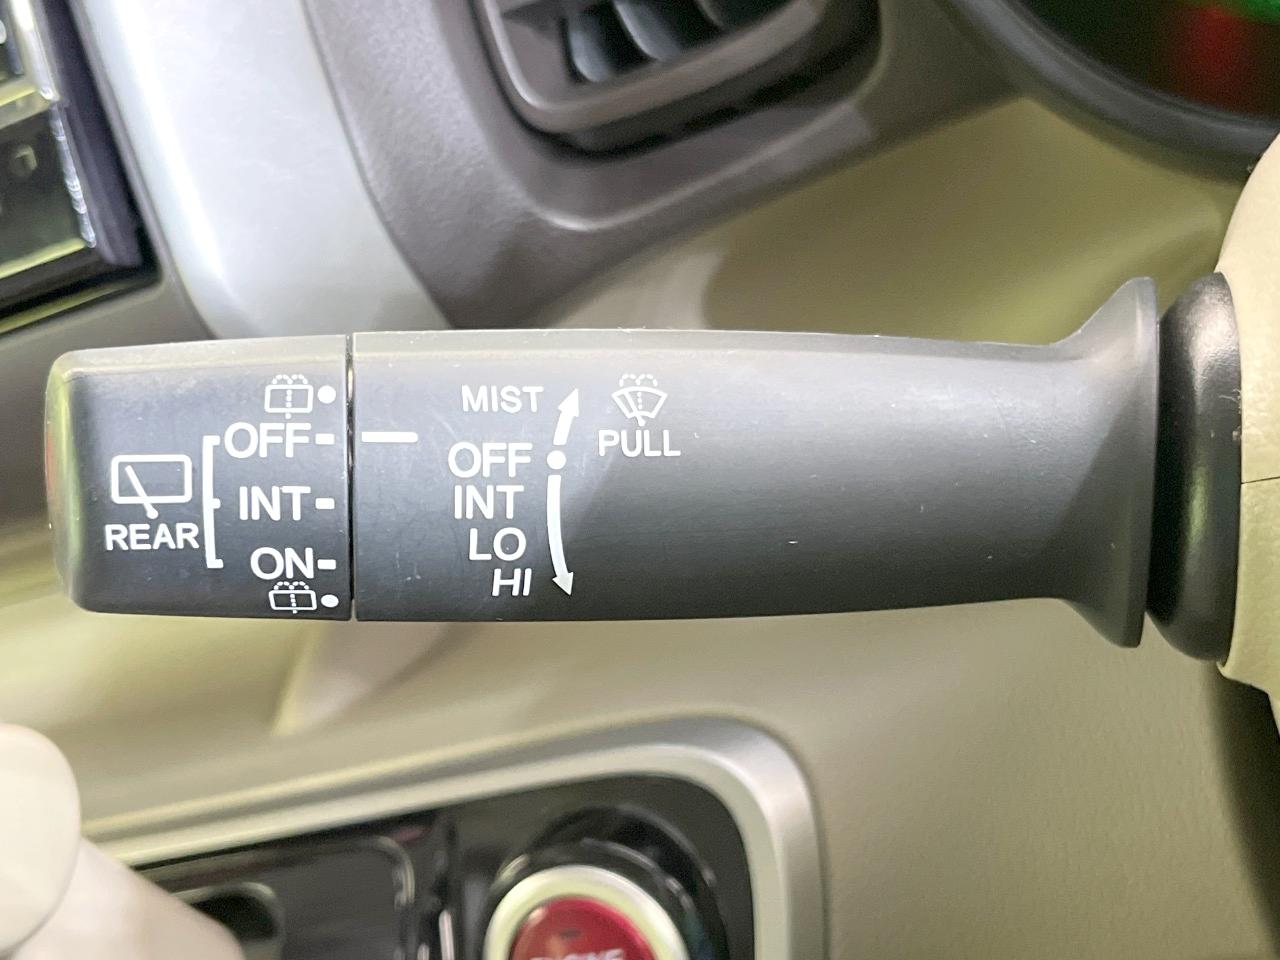 OFF
INT
ON
REAR
MIST
OFF
INT
LO
HI
PULL